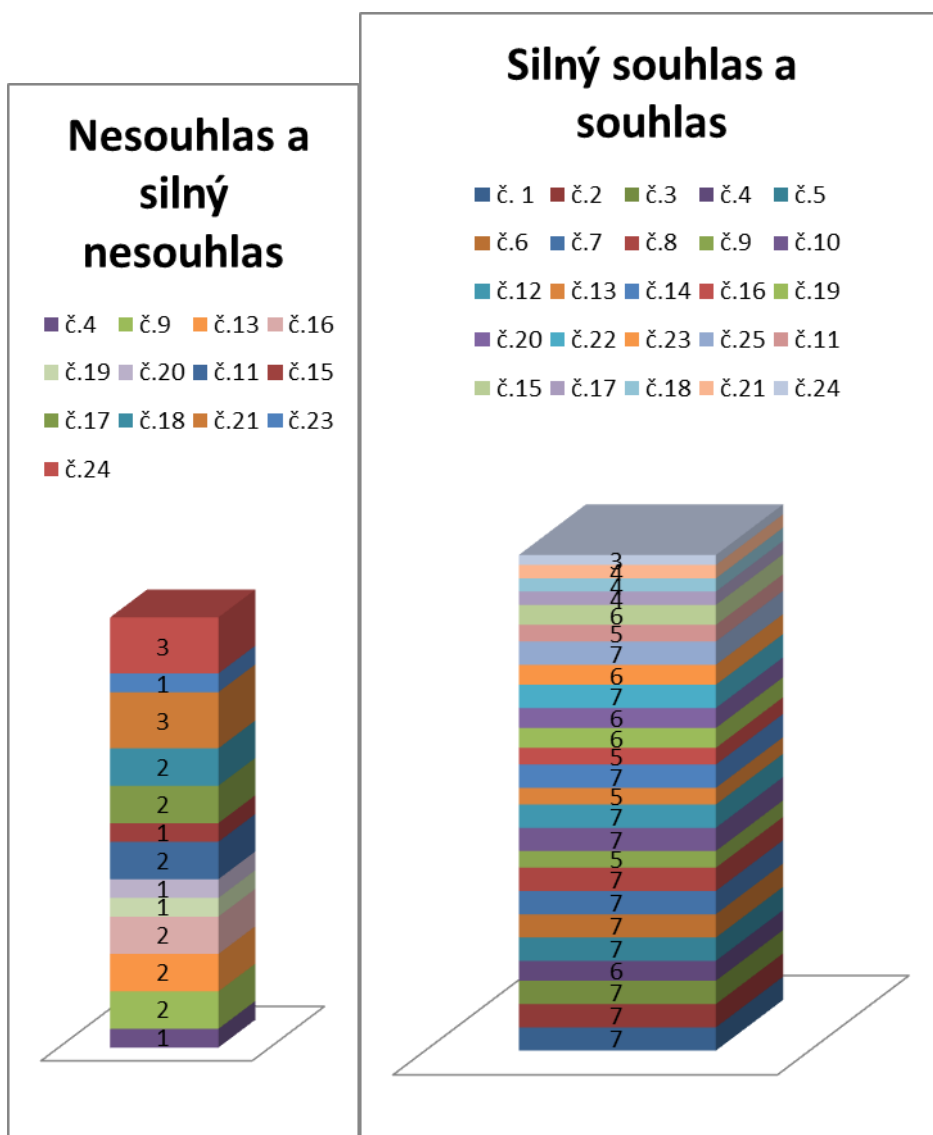 Nesouhlas a
silný
nesouhlas
č.4 č.9 č.13 č.16
č.19 č.20 č.11 č.15
č.17 č.18 č.21 č.23
č.24
3
1
3
2
2
1
2
1
1
2
2
2
1
Silný souhlas a
souhlas
č. 1 č.2 č.3 č.4 č.5
č.6 č.7 č.8 č.9 č.10
č.12 č.13 č.14 č.16 č.19
č.20 č.22 č.23 č.25 č.11
č.15 č.17 č.18 č.21 č.24
3
4
4
4
6
5
7
6
7
6
6
5
7
5
7
7
5
7
7
7
7
6
7
7
7